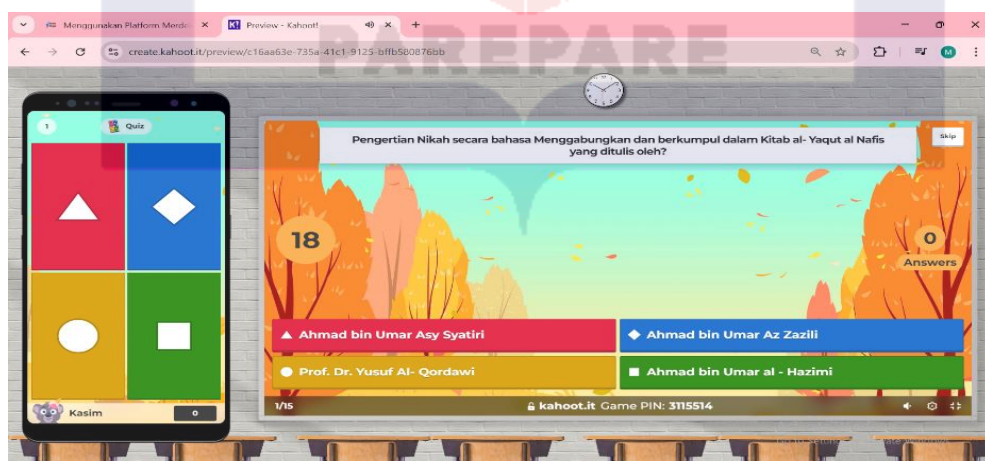 Menggunakan Platform Merde
Preview - Kahoot!
create.kahoot.it/preview/c16aa63e-735a-41c1-9125-bffb580876bb
M
PAREPARE
1
Quiz
Kasim
0
Pengertian Nikah secara bahasa Menggabungkan dan berkumpul dalam Kitab al- Yaqut al Nafis
yang ditulis oleh?
Skip
18
0
Answers
Ahmad bin Umar Asy Syatiri
Ahmad bin Umar Az Zazili
Prof. Dr. Yusuf Al- Qordawi
Ahmad bin Umar al - Hazimi
1/15
kahoot.it Game PIN: 3115514